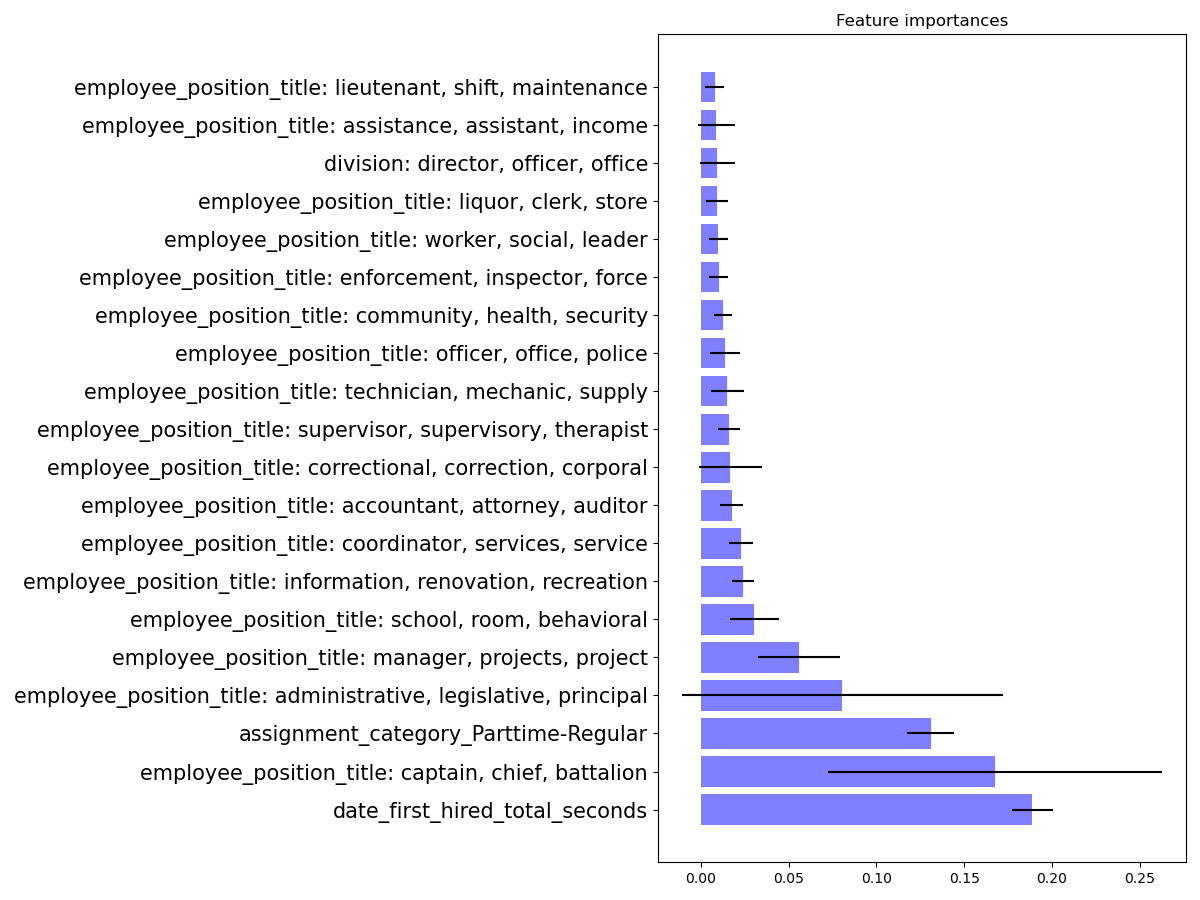 Feature importances
employee_position_title: lieutenant, shift, maintenance
employee_position_title: assistance, assistant, income
division: director, officer, office
employee_position_title: liquor, clerk, store
employee_position_title: worker, social, leader
employee_position_title: enforcement, inspector, force
employee_position_title: community, health, security
employee_position_title: officer, office, police
employee_position_title: technician, mechanic, supply
employee_position_title: supervisor, supervisory, therapist
employee_position_title: correctional, correction, corporal
employee_position_title: accountant, attorney, auditor
employee_position_title: coordinator, services, service
employee_position_title: information, renovation, recreation
employee_position_title: school, room, behavioral
employee_position_title: manager, projects, project
employee_position_title: administrative, legislative, principal
assignment_category_Parttime-Regular
employee_position_title: captain, chief, battalion
date_first_hired_total_seconds
0.00 0.05 0.10 0.15 0.20 0.25